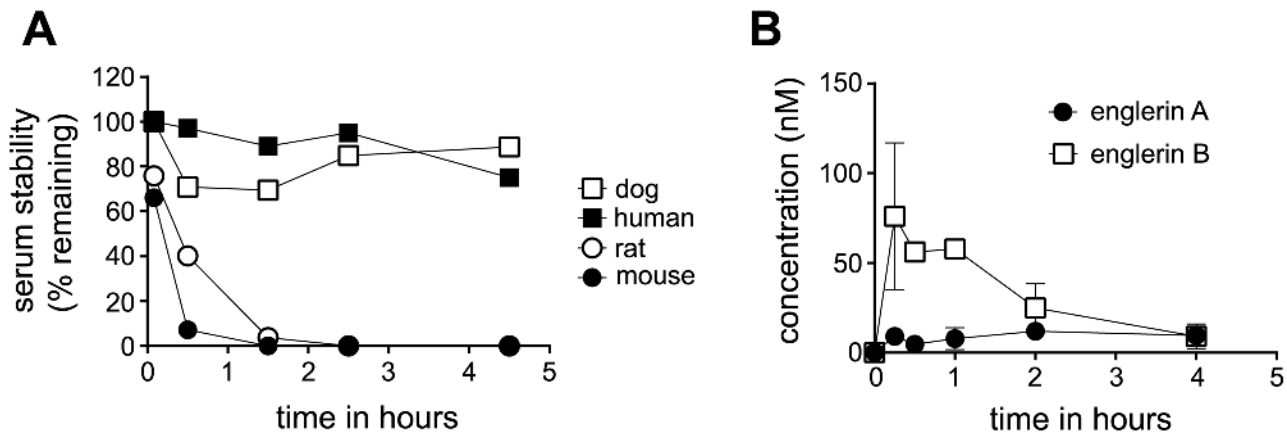 A
serum stability
(% remaining)
120
100
80
60
40
20
0
0 1 2 3 4 5
time in hours
dog
human
rat
mouse
B
concentration (nM)
150
100
50
0
0 1 2 3 4 5
time in hours
englerin A
englerin B